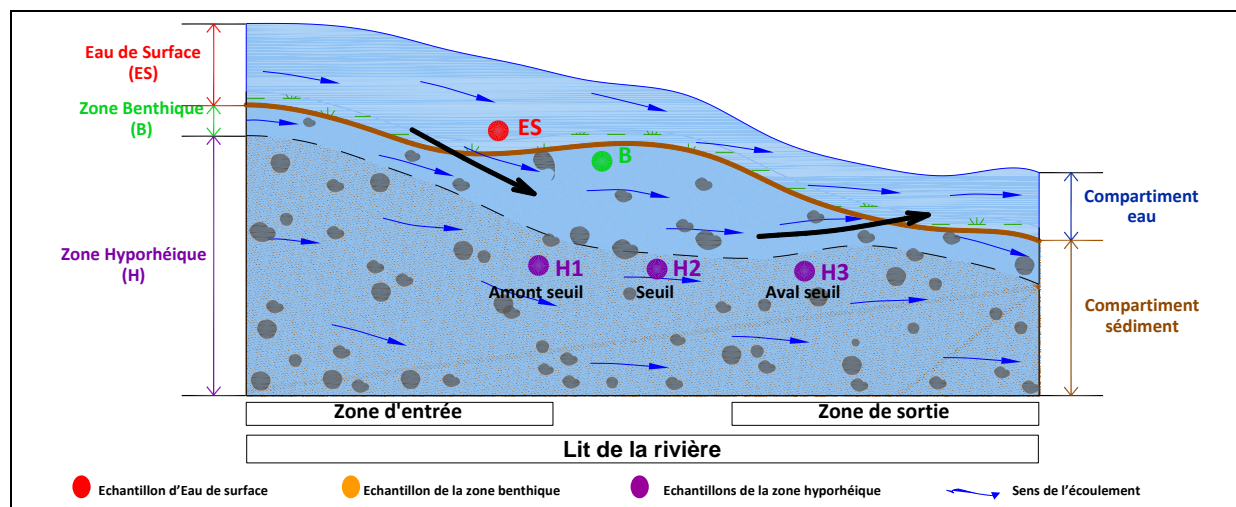 Eau de Surface
(ES)
Zone Benthique
(B)
Zone Hyporhéique
(H)
ES
B
H1
H2
H3
Amont seuil
Seuil
Aval seuil
Compartiment
eau
Compartiment
sédiment
Zone d'entrée
Zone de sortie
Lit de la rivière
Echantillon d'Eau de surface
Echantillon de la zone benthique
Echantillons de la zone hyporhéique
Sens de l'écoulement